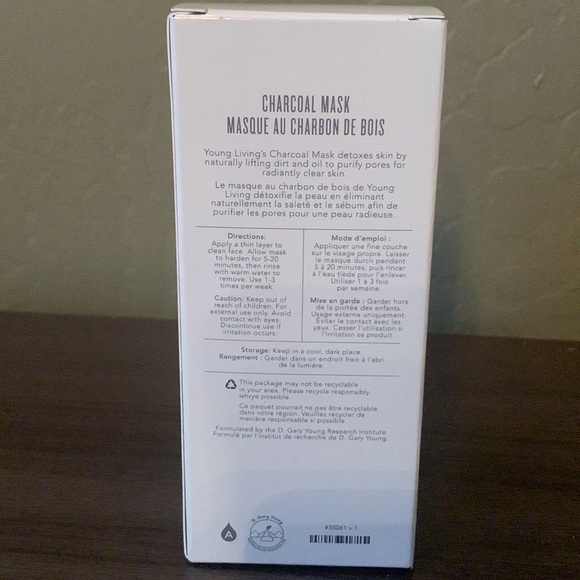 CHARCOAL MASK
MASQUE AU CHARBON DE BOIS
Young Living's Charcoal Mask detoxes skin by
naturally lifting dirt and oil to purify pores for
radiantly clear skin.
Le masque au charbon de bois de Young
Living détoxifie la peau en éliminant
naturellement la saleté et le sébum afin de
purifier les pores pour une peau radieuse.
Directions:
Apply a thin layer to
clean face. Allow mask
to harden for 5-20
minutes, then rinse
with warm water to
remove. Use 1-3
times per week.
Caution: Keep out of
reach of children. For
external use only. Avoid
contact with eyes.
Discontinue use if
irritation occurs.
Mode d'emploi :
Appliquer une fine couche
sur le visage propre. Laisser
le masque durcir pendant
5 à 20 minutes, puis rincer
à l'eau tiède pour l'enlever.
Utiliser 1 à 3 fois
par semaine.
Mise en garde : Garder hors
de la portée des enfants.
Usage externe uniquement.
Éviter le contact avec les
yeux. Cesser l'utilisation si
l'irritation se produit.
Storage: Keep in a cool, dark place.
Rangement : Garder dans un endroit frais à l'abri
de la lumière.
This package may not be recyclable
in your area. Please recycle responsibly
where possible.
Ce paquet pourrait ne pas être recyclable
dans votre région. Veuillez recycler de
manière responsable si possible.
Formulated by the D. Gary Young Research Institute
Formulé par l'institut de recherche de D. Gary Young
A
D. Gary Young
#35061 v.1